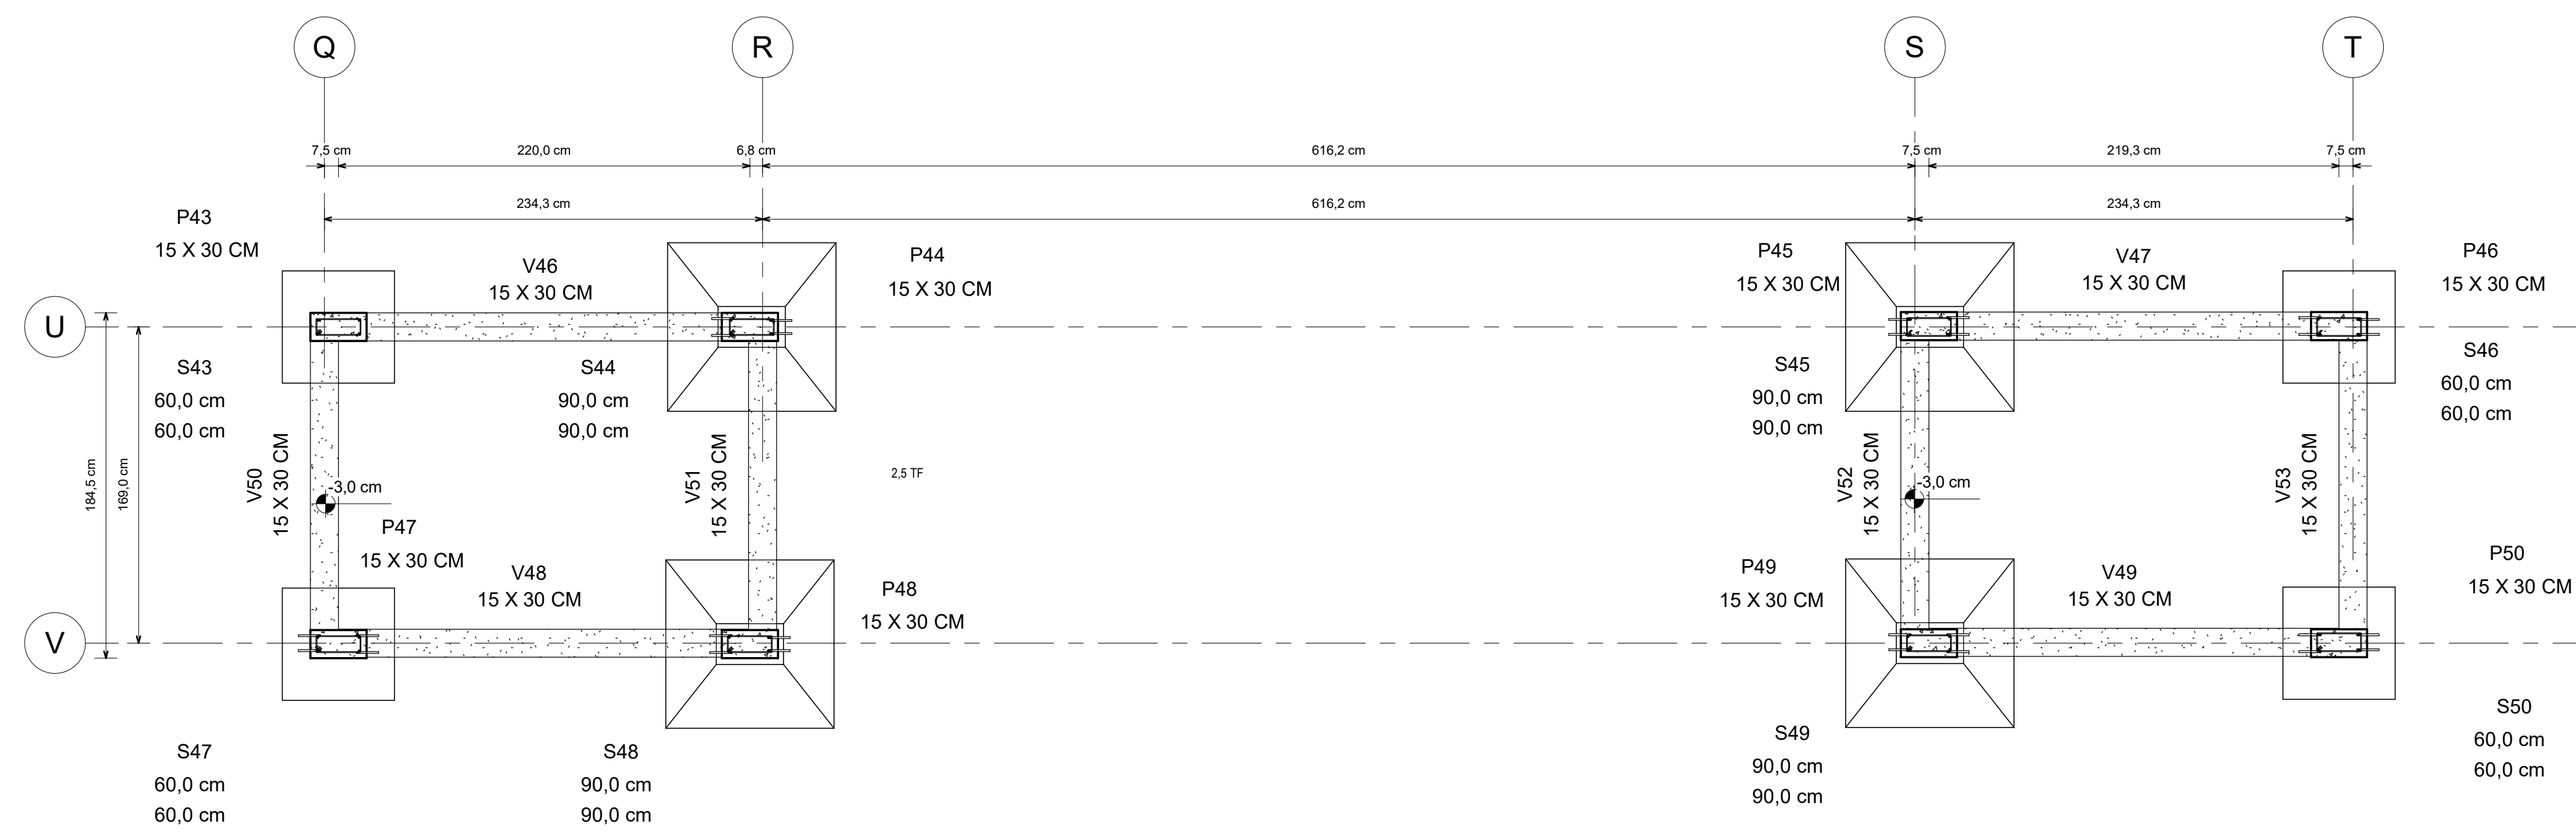 Q
R
S
T
7,5 cm
220,0 cm
6,8 cm
616,2 cm
7,5 cm
219,3 cm
7,5 cm
234,3 cm
616,2 cm
234,3 cm
P43
15 X 30 CM
V46
15 X 30 CM
P44
15 X 30 CM
P45
15 X 30 CM
V47
15 X 30 CM
P46
15 X 30 CM
U
S43
60,0 cm
60,0 cm
S44
90,0 cm
90,0 cm
S45
90,0 cm
90,0 cm
S46
60,0 cm
60,0 cm
184,5 cm
169,0 cm
V50
15 X 30 CM
-3,0 cm
V51
15 X 30 CM
2,5 TF
V52
15 X 30 CM
-3,0 cm
V53
15 X 30 CM
P47
15 X 30 CM
V48
15 X 30 CM
P48
15 X 30 CM
P49
15 X 30 CM
V49
15 X 30 CM
P50
15 X 30 CM
V
S47
60,0 cm
60,0 cm
S48
90,0 cm
90,0 cm
S49
90,0 cm
90,0 cm
S50
60,0 cm
60,0 cm